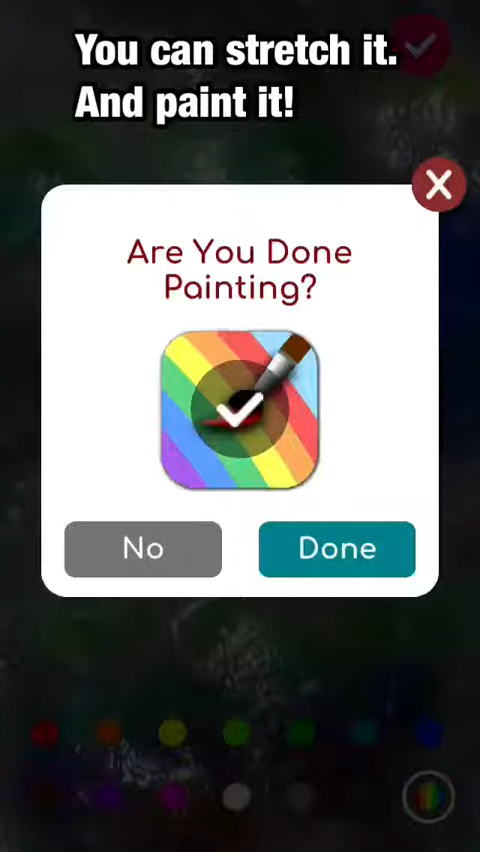 You can stretch it.
And paint it!
Are You Done
Painting?
No
Done